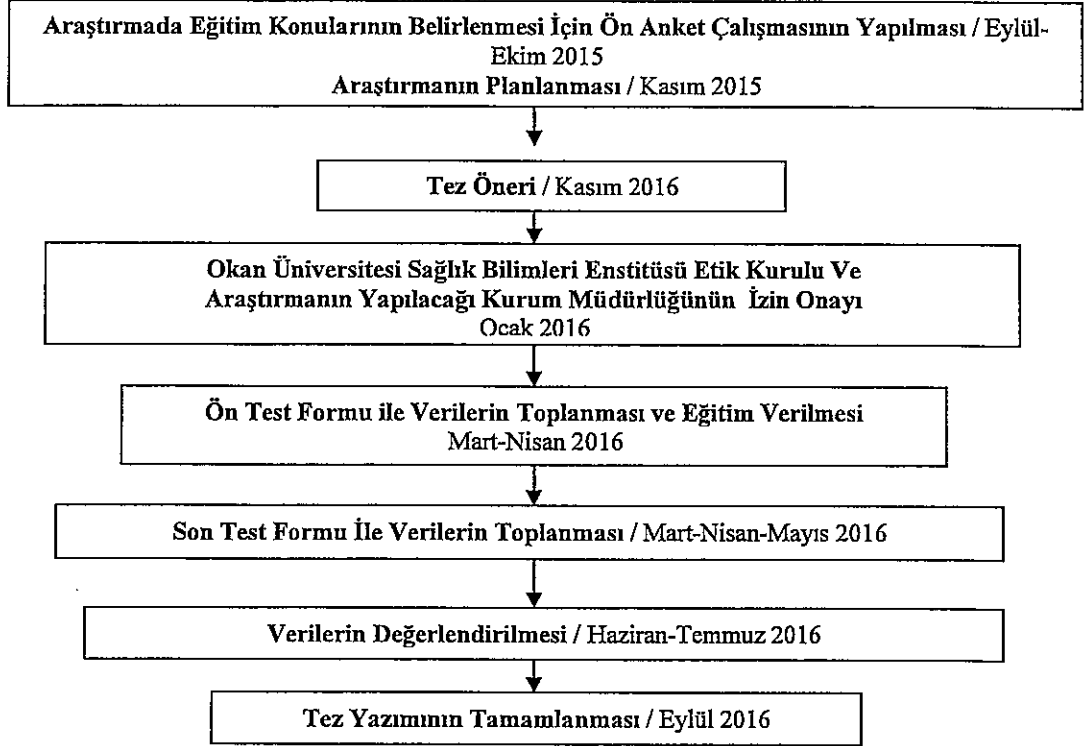 Araştırmada Eğitim Konularının Belirlenmesi İçin Ön Anket Çalışmasının Yapılması / Eylül-
Ekim 2015
Araştırmanın Planlanması / Kasım 2015
Tez Öneri / Kasım 2016
Okan Üniversitesi Sağlık Bilimleri Enstitüsü Etik Kurulu Ve
Araştırmanın Yapılacağı Kurum Müdürlüğünün İzin Onayı
Ocak 2016
Ön Test Formu ile Verilerin Toplanması ve Eğitim Verilmesi
Mart-Nisan 2016
Son Test Formu İle Verilerin Toplanması / Mart-Nisan-Mayıs 2016
Verilerin Değerlendirilmesi / Haziran-Temmuz 2016
Tez Yazımının Tamamlanması / Eylül 2016